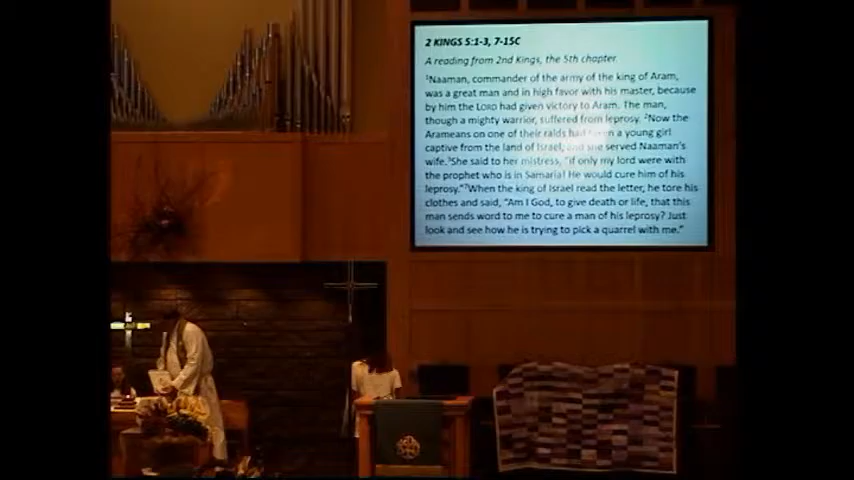 2 KINGS 5:1-3, 7-15C
A reading from 2nd Kings, the 5th chapter.
1Naaman, commander of the army of the king of Aram,
was a great man and in high favor with his master, because
by him the LORD had given victory to Aram. The man,
though a mighty warrior, suffered from leprosy. 2Now the
Arameans on one of their raids had a young girl
captive from the land of Israel, and she served Naaman's
wife. 3She said to her mistress, "If only my lord were with
the prophet who is in Samaria! He would cure him of his
leprosy." 7When the king of Israel read the letter, he tore his
clothes and said, "Am I God, to give death or life, that this
man sends word to me to cure a man of his leprosy? Just
look and see how he is trying to pick a quarrel with me."